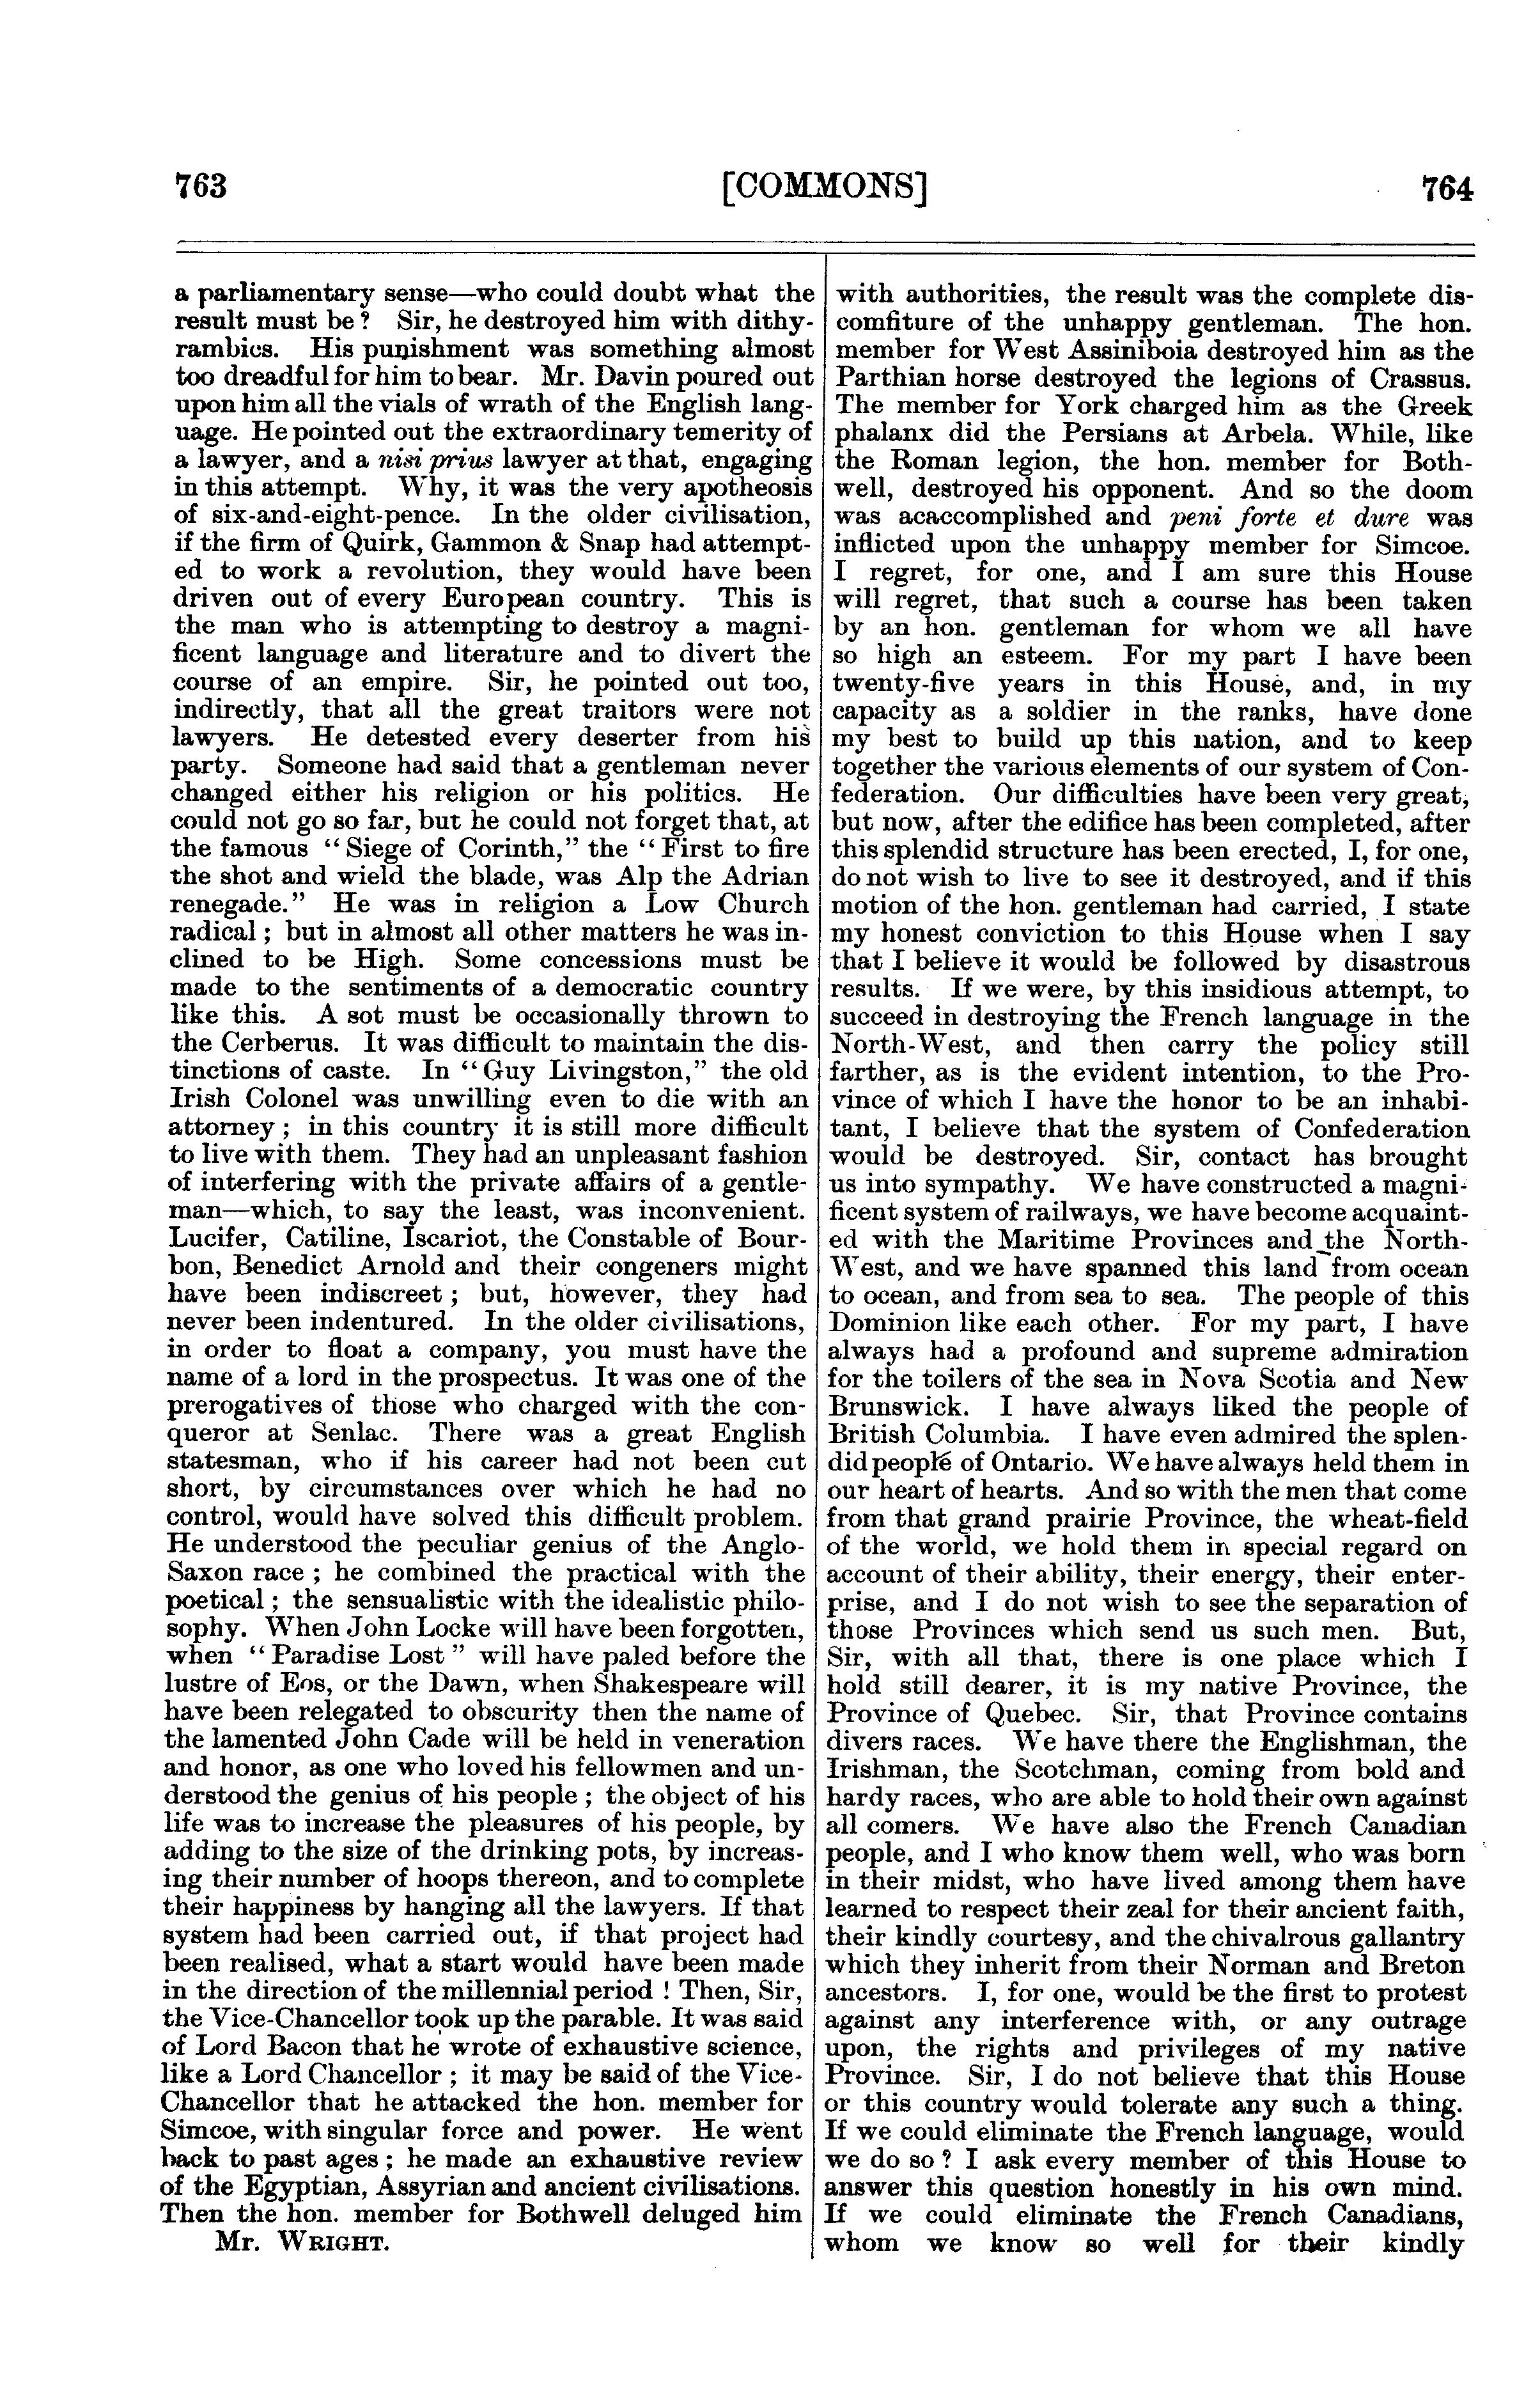 763
[COMMONS]
764
a parliamentary sense—who could doubt what the
result must be ? Sir, he destroyed him with dithy-
rambics. His punishment was something almost
too dreadful for him to bear. Mr. Davin poured out
upon him all the vials of wrath of the English lang-
uage. He pointed out the extraordinary temerity of
a lawyer, and a nisi prius lawyer at that, engaging
in this attempt. Why, it was the very apotheosis
of six-and-eight-pence. In the older civilisation,
if the firm of Quirk, Gammon & Snap had attempt-
ed to work a revolution, they would have been
driven out of every European country. This is
the man who is attempting to destroy a magni-
ficent language and literature and to divert the
course of an empire. Sir, he pointed out too,
indirectly, that all the great traitors were not
lawyers. He detested every deserter from his
party. Someone had said that a gentleman never
changed either his religion or his politics. He
could not go so far, but he could not forget that, at
the famous "Siege of Corinth," the "First to fire
the shot and wield the blade, was Alp the Adrian
renegade." He was in religion a Low Church
radical ; but in almost all other matters he was in-
clined to be High. Some concessions must be
made to the sentiments of a democratic country
like this. A sot must be occasionally thrown to
the Cerberus. It was difficult to maintain the dis-
tinctions of caste. In "Guy Livingston," the old
Irish Colonel was unwilling even to die with an
attorney ; in this country it is still more difficult
to live with them. They had an unpleasant fashion
of interfering with the private affairs of a gentle-
man—which, to say the least, was inconvenient.
Lucifer, Catiline, Iscariot, the Constable of Bour-
bon, Benedict Arnold and their congeners might
have been indiscreet ; but, however, they had
never been indentured. In the older civilisations,
in order to float a company, you must have the
name of a lord in the prospectus. It was one of the
prerogatives of those who charged with the con-
queror at Senlac. There was a great English
statesman, who if his career had not been cut
short, by circumstances over which he had no
control, would have solved this difficult problem.
He understood the peculiar genius of the Anglo-
Saxon race ; he combined the practical with the
poetical ; the sensualistic with the idealistic philo-
sophy. When John Locke will have been forgotten,
when "Paradise Lost" will have paled before the
lustre of Eos, or the Dawn, when Shakespeare will
have been relegated to obscurity then the name of
the lamented John Cade will be held in veneration
and honor, as one who loved his fellowmen and un-
derstood the genius of his people ; the object of his
life was to increase the pleasures of his people, by
adding to the size of the drinking pots, by increas-
ing their number of hoops thereon, and to complete
their happiness by hanging all the lawyers. If that
system had been carried out, if that project had
been realised, what a start would have been made
in the direction of the millennial period ! Then, Sir,
the Vice-Chancellor took up the parable. It was said
of Lord Bacon that he wrote of exhaustive science,
like a Lord Chancellor ; it may be said of the Vice-
Chancellor that he attacked the hon. member for
Simcoe, with singular force and power. He went
back to past ages ; he made an exhaustive review
of the Egyptian, Assyrian and ancient civilisations.
Then the hon. member for Bothwell deluged him
Mr. WRIGHT.
with authorities, the result was the complete dis-
comfiture of the unhappy gentleman. The hon.
member for West Assiniboia destroyed him as the
Parthian horse destroyed the legions of Crassus.
The member for York charged him as the Greek
phalanx did the Persians at Arbela. While, like
the Roman legion, the hon. member for Both-
well, destroyed his opponent. And so the doom
was acaccomplished and peni forte et dure was
inflicted upon the unhappy member for Simcoe.
I regret, for one, and I am sure this House
will regret, that such a course has been taken
by an hon. gentleman for whom we all have
so high an esteem. For my part I have been
twenty-five years in this House, and, in my
capacity as a soldier in the ranks, have done
my best to build up this nation, and to keep
together the various elements of our system of Con-
federation. Our difficulties have been very great,
but now, after the edifice has been completed, after
this splendid structure has been erected, I, for one,
do not wish to live to see it destroyed, and if this
motion of the hon. gentleman had carried, I state
my honest conviction to this House when I say
that I believe it would be followed by disastrous
results. If we were, by this insidious attempt, to
succeed in destroying the French language in the
North-West, and then carry the policy still
farther, as is the evident intention, to the Pro-
vince of which I have the honor to be an inhabi-
tant, I believe that the system of Confederation
would be destroyed. Sir, contact has brought
us into sympathy. We have constructed a magni-
ficent system of railways, we have become acquaint-
ed with the Maritime Provinces and the North-
West, and we have spanned this land from ocean
to ocean, and from sea to sea. The people of this
Dominion like each other. For my part, I have
always had a profound and supreme admiration
for the toilers of the sea in Nova Scotia and New
Brunswick. I have always liked the people of
British Columbia. I have even admired the splen-
did people of Ontario. We have always held them in
our heart of hearts. And so with the men that come
from that grand prairie Province, the wheat-field
of the world, we hold them in special regard on
account of their ability, their energy, their enter-
prise, and I do not wish to see the separation of
those Provinces which send us such men. But,
Sir, with all that, there is one place which I
hold still dearer, it is my native Province, the
Province of Quebec. Sir, that Province contains
divers races. We have there the Englishman, the
Irishman, the Scotchman, coming from bold and
hardy races, who are able to hold their own against
all comers. We have also the French Canadian
people, and I who know them well, who was born
in their midst, who have lived among them have
learned to respect their zeal for their ancient faith,
their kindly courtesy, and the chivalrous gallantry
which they inherit from their Norman and Breton
ancestors. I, for one, would be the first to protest
against any interference with, or any outrage
upon, the rights and privileges of my native
Province. Sir, I do not believe that this House
or this country would tolerate any such a thing.
If we could eliminate the French language, would
we do so ? I ask every member of this House to
answer this question honestly in his own mind.
If we could eliminate the French Canadians,
whom we know so well for their kindly